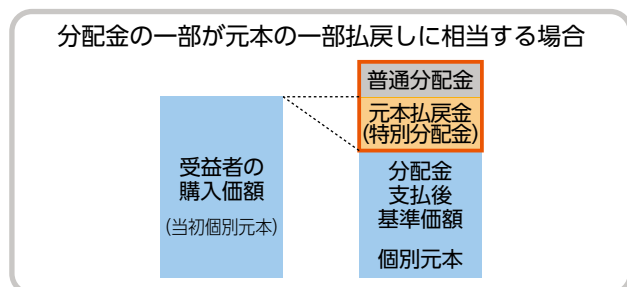 分配金の一部が元本の一部払戻しに相当する場合
普通分配金
元本払戻金
(特別分配金)
受益者の
購入価額
(当初個別元本)
分配金
支払後
基準価額
個別元本